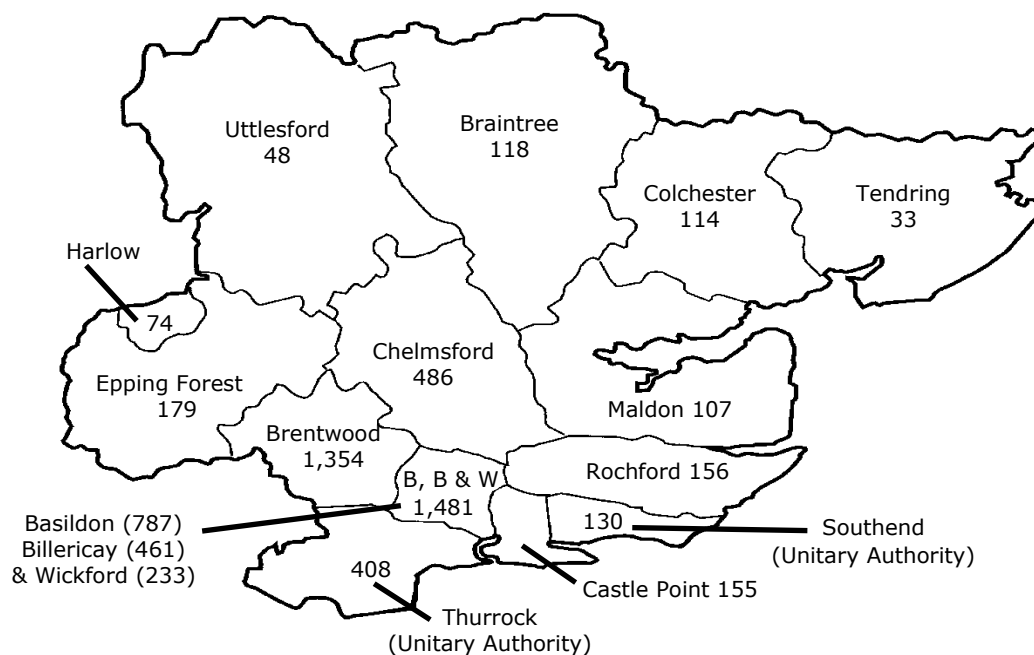 Uttlesford
48
Braintree
118
Colchester
114
Tendring
33
Harlow
74
Epping Forest
179
Chelmsford
486
Maldon 107
Brentwood
1,354
B, B & W
1,481
Rochford 156
Basildon (787)
Billericay (461)
& Wickford (233)
130
Southend
(Unitary Authority)
408
Castle Point 155
Thurrock
(Unitary Authority)